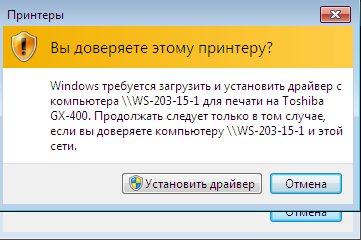 Принтеры
Вы доверяете этому принтеру?
Windows требуется загрузить и установить драйвер с
компьютера \\WS-203-15-1 для печати на Toshiba
GX-400. Продолжать следует только в том случае,
если вы доверяете компьютеру \\WS-203-15-1 и этой
сети.
Установить драйвер
Отмена
Отмена